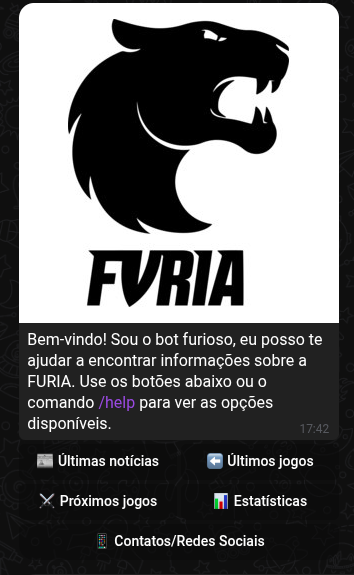 FURIA
Bem-vindo! Sou o bot furioso, eu posso te
ajudar a encontrar informações sobre a
FURIA. Use os botões abaixo ou o
comando /help para ver as opções
disponíveis.
17:42
Últimas notícias
Últimos jogos
Próximos jogos
Estatísticas
Contatos/Redes Sociais